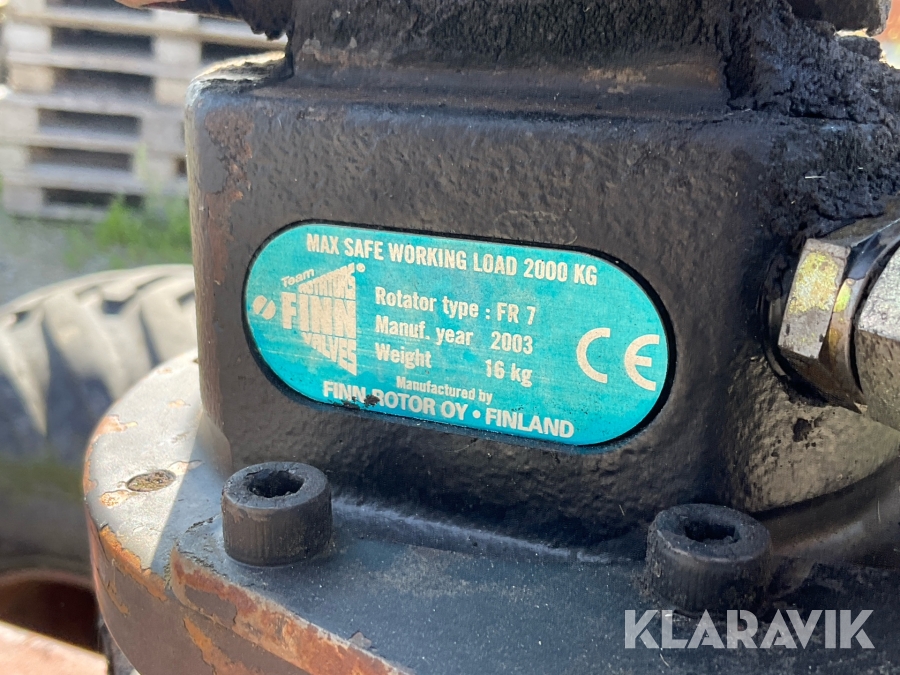 MAX SAFE WORKING LOAD 2000 KG
Team
ROTATORS®
FINN
VALVES
Rotator type : FR 7
Manuf. year 2003
Weight 16 kg
CE
Manufactured by
FINN-ROTOR OY • FINLAND
KLARAVIK